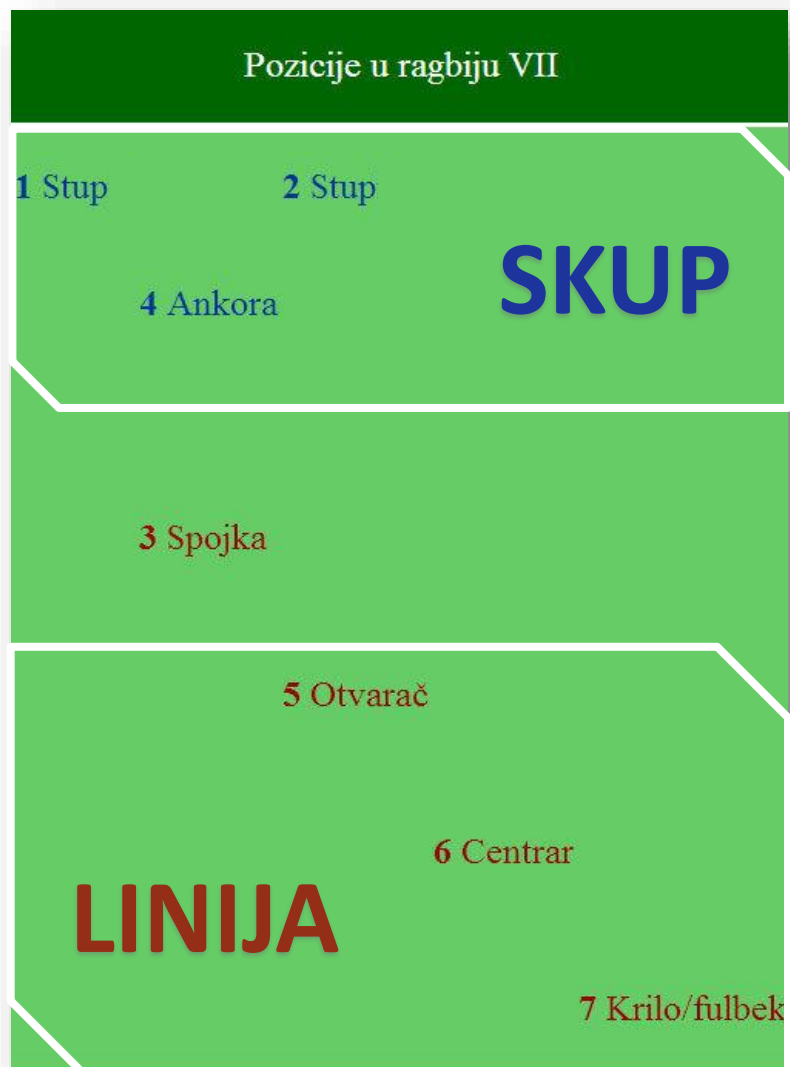 Pozicije u ragbiju VII
1 Stup 2 Stup
SKUP
4 Ankora
3 Spojka
5 Otvarač
6 Centrar
LINIJA
7 Krilo/fulbek